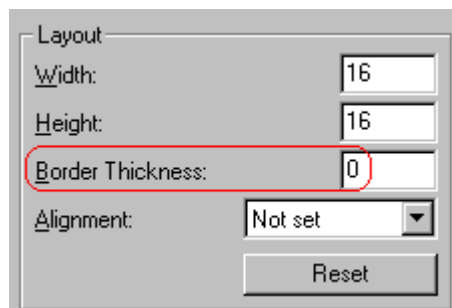 Layout
Width: 16
Height: 16
Border Thickness: 0
Alignment: Not set
Reset